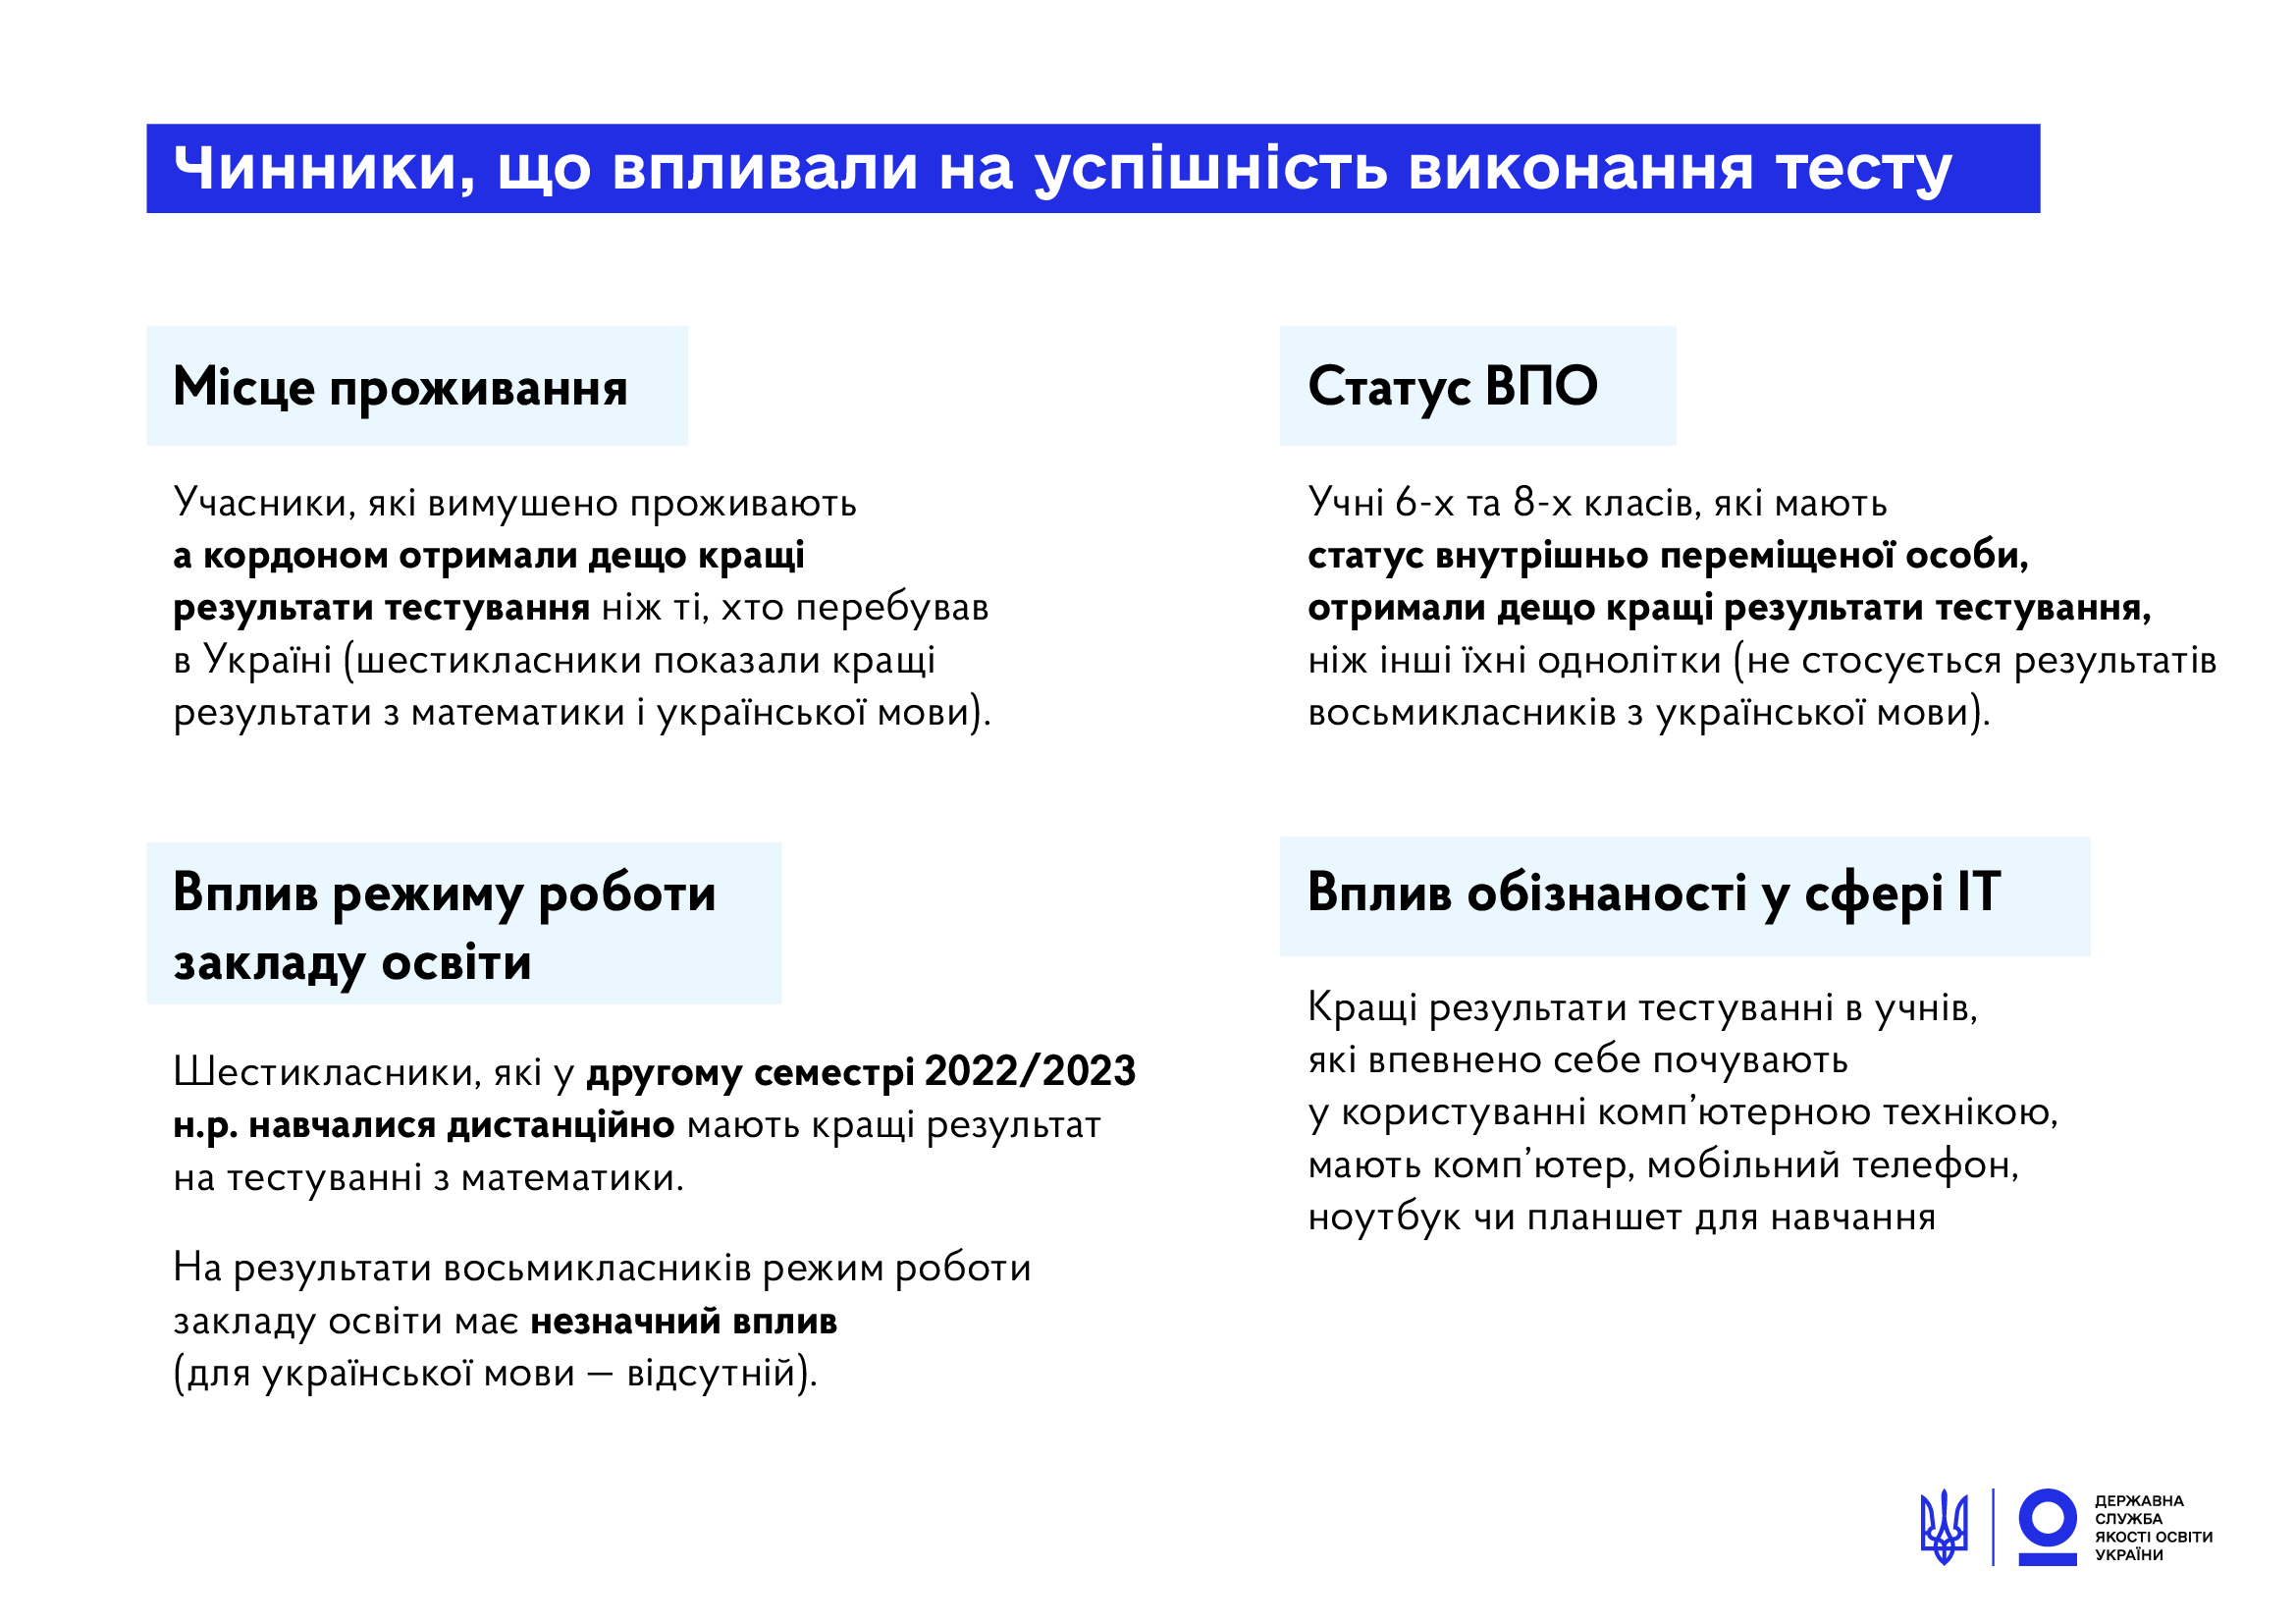 Чинники, що впливали на успішність виконання тесту
Місце проживання
Учасники, які вимушено проживають
а кордоном отримали дещо кращі
результати тестування ніж ті, хто перебував
в Україні (шестикласники показали кращі
результати з математики і української мови).
Статус ВПО
Учні 6-х та 8-х класів, які мають
статус внутрішньо переміщеної особи,
отримали дещо кращі результати тестування,
ніж інші їхні однолітки (не стосується результатів
восьмикласників з української мови).
Вплив режиму роботи
закладу освіти
Шестикласники, які у другому семестрі 2022/2023
н.р. навчалися дистанційно мають кращі результат
на тестуванні з математики.
На результати восьмикласників режим роботи
закладу освіти має незначний вплив
(для української мови — відсутній).
Вплив обізнаності у сфері ІТ
Кращі результати тестуванні в учнів,
які впевнено себе почувають
у користуванні комп’ютерною технікою,
мають комп’ютер, мобільний телефон,
ноутбук чи планшет для навчання
ДЕРЖАВНА
СЛУЖБА
ЯКОСТІ ОСВІТИ
УКРАЇНИ